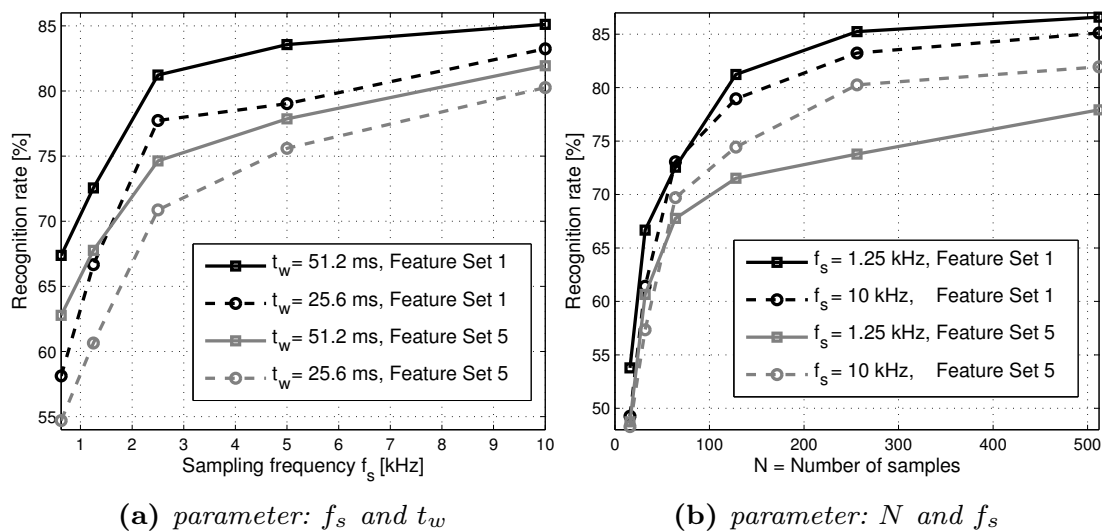 85
80
75
70
65
60
55
Recognition rate [%]
1 2 3 4 5 6 7 8 9 10
Sampling frequency f_s [kHz]
t_w = 51.2 ms, Feature Set 1
t_w = 25.6 ms, Feature Set 1
t_w = 51.2 ms, Feature Set 5
t_w = 25.6 ms, Feature Set 5
(a) parameter: f_s and t_w
85
80
75
70
65
60
55
50
Recognition rate [%]
0 100 200 300 400 500
N = Number of samples
f_s = 1.25 kHz, Feature Set 1
f_s = 10 kHz, Feature Set 1
f_s = 1.25 kHz, Feature Set 5
f_s = 10 kHz, Feature Set 5
(b) parameter: N and f_s